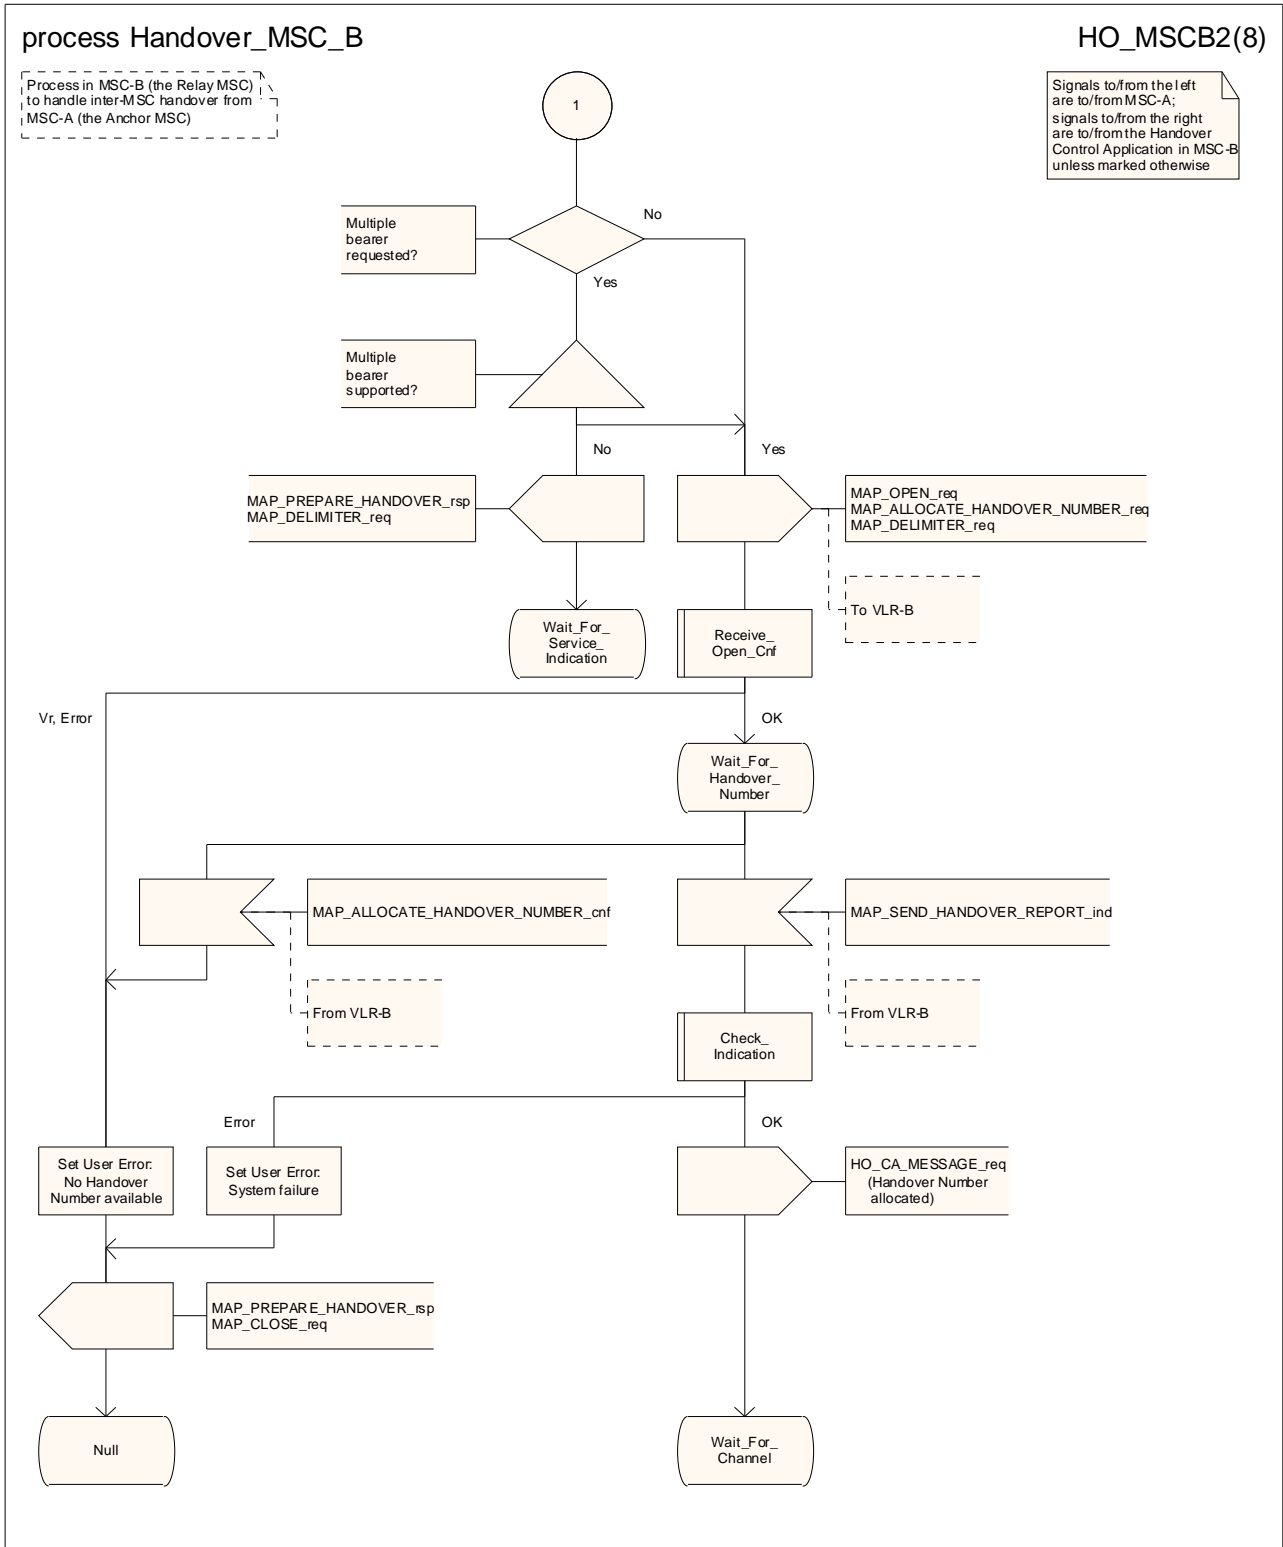 process Handover_MSC_B
HO_MSCB2(8)
Process in MSC-B (the Relay MSC)
to handle inter-MSC handover from
MSC-A (the Anchor MSC)
1
Signals to/from the left
are to/from MSC-A;
signals to/from the right
are to/from the Handover
Control Application in MSC-B
unless marked otherwise
No
Multiple
bearer
requested?
Yes
Multiple
bearer
supported?
No
Yes
MAP_PREPARE_HANDOVER_rsp
MAP_DELIMITER_req
MAP_OPEN_req
MAP_ALLOCATE_HANDOVER_NUMBER_req
MAP_DELIMITER_req
To VLR-B
Wait_For_
Service_
Indication
Receive_
Open_Cnf
Vr, Error
OK
Wait_For_
Handover_
Number
MAP_ALLOCATE_HANDOVER_NUMBER_cnf
MAP_SEND_HANDOVER_REPORT_ind
From VLR-B
From VLR-B
Check_
Indication
Error
OK
Set User Error:
No Handover
Number available
Set User Error:
System failure
HO_CA_MESSAGE_req
(Handover Number
allocated)
MAP_PREPARE_HANDOVER_rsp
MAP_CLOSE_req
Null
Wait_For_
Channel